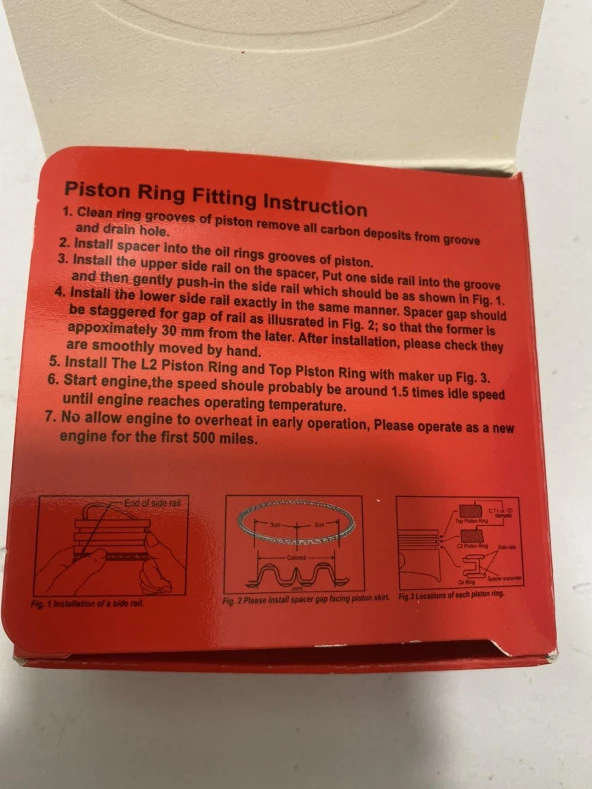 Piston Ring Fitting Instruction
1. Clean ring grooves of piston remove all carbon deposits from groove
and drain hole.
2. Install spacer into the oil rings grooves of piston.
3. Install the upper side rail on the spacer, Put one side rail into the groove
and then gently push-in the side rail which should be as shown in Fig. 1.
4. Install the lower side rail exactly in the same manner. Spacer gap should
be staggered for gap of rail as illusrated in Fig. 2; so that the former is
appoximately 30 mm from the later. After installation, please check they
are smoothly moved by hand.
5. Install The L2 Piston Ring and Top Piston Ring with maker up Fig. 3.
6. Start engine,the speed shoule probably be around 1.5 times idle speed
until engine reaches operating temperature.
7. No allow engine to overheat in early operation, Please operate as a new
engine for the first 500 miles.
End of side rail
Fig. 1 Installation of a side rail.
3cm 3cm
Colored
Fig. 2 Please install spacer gap facing piston skirt.
Top Piston Ring
Piston Ring
Side rails
Oil Ring
Spacer expander
Fig.3 Locations of each piston ring.